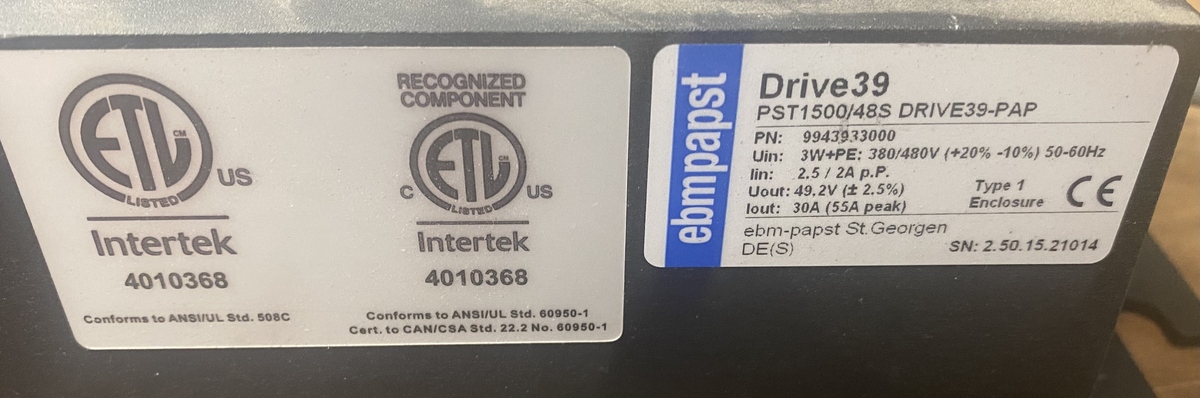 ETL CM
LISTED
US
Intertek
4010368
Conforms to ANSI/UL Std. 508C
RECOGNIZED
COMPONENT
ETL CM
LISTED
C US
Intertek
4010368
Conforms to ANSI/UL Std. 60950-1
Cert. to CAN/CSA Std. 22.2 No. 60950-1
ebmpapst
Drive39
PST1500/48S DRIVE39-PAP
PN: 9943933000
Uin: 3W+PE: 380/480V (+20% -10%) 50-60Hz
Iin: 2.5 / 2A p.P.
Uout: 49,2V (± 2.5%)
Iout: 30A (55A peak)
Type 1
Enclosure
CE
ebm-papst St.Georgen
DE(S)
SN: 2.50.15.21014